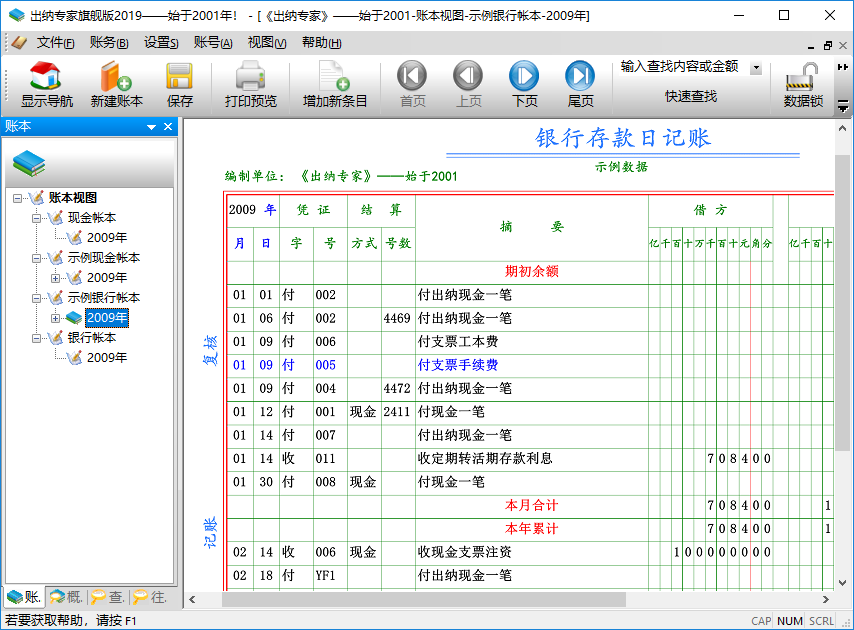 出纳专家旗舰版2019——始于2001年！ - [《出纳专家》——始于2001-账本视图-示例银行帐本-2009年]
文件(F) 账务(B) 设置(S) 账号(A) 视图(V) 帮助(H)
显示导航 新建账本 保存 打印预览 增加新条目 首页 上页 下页 尾页 输入查找内容或金额 快速查找 数据锁
账本
账本视图
现金帐本
2009年
示例现金帐本
2009年
示例银行帐本
2009年
银行帐本
2009年
账. 概. 查. 往.
银行存款日记账
示例数据
编制单位： 《出纳专家》——始于2001
2009 年 凭 证 结 算 摘 要 借 方
月 日 字 号 方式 号数 亿千百十万千百十元角分 亿千百十
期初余额
01 01 付 002 付出纳现金一笔
01 06 付 002 4469 付出纳现金一笔
01 09 付 006 付支票工本费
01 09 付 005 付支票手续费
01 09 付 004 4472 付出纳现金一笔
01 12 付 001 现金 2411 付现金一笔
01 14 付 007 付出纳现金一笔
01 14 收 011 收定期转活期存款利息 708400
01 30 付 008 现金 付现金一笔
本月合计 708400 1
本年累计 708400 1
02 14 收 006 现金 收现金支票注资 100000000
02 18 付 YF1 付出纳现金一笔
复核
记账
若要获取帮助，请按 F1
CAP NUM SCRL